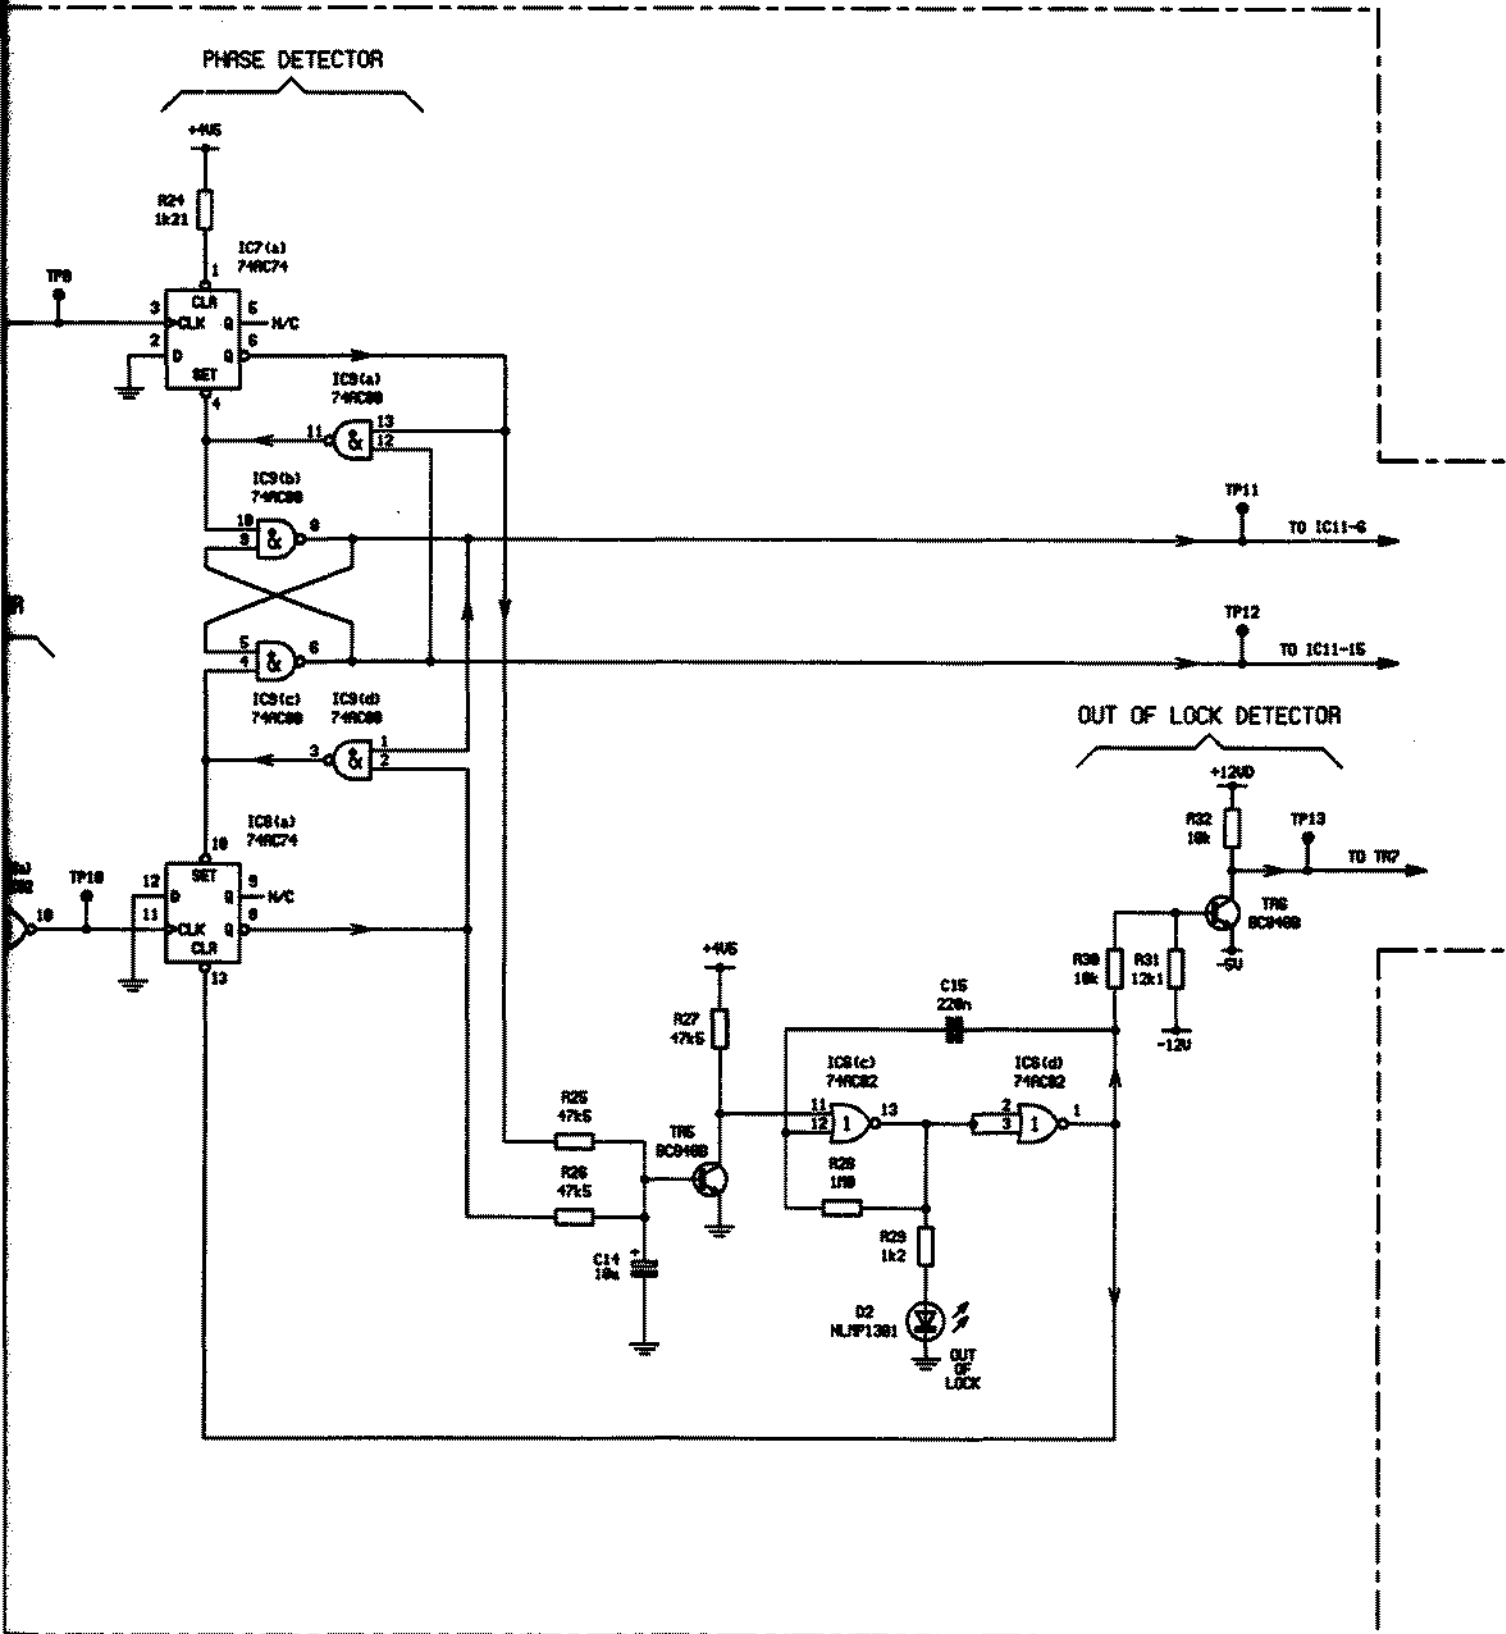 PHASE DETECTOR
+4V6
R24
1k21
IC7(a)
74AC74
1
TP9
3
CLR
5
CLK Q
N/C
2
6
D Q
SET
4
IC9(a)
74AC00
11
&
13
12
IC9(b)
74AC00
10
9
&
8
TP11
TO IC11-6
5
4
&
6
TP12
TO IC11-15
IC9(c)
74AC00
IC9(d)
74AC00
3
&
1
2
OUT OF LOCK DETECTOR
+12VD
R32
10k
TP13
TO TR7
TR6
BC848B
-5V
IC8(a)
74AC74
10
TP10
10
12
SET
9
D Q
N/C
11
8
CLK Q
CLR
13
R30
10k
R31
12k1
-12V
+4V6
R27
47k5
C15
220n
IC6(c)
74AC02
11
12
1
13
IC6(d)
74AC02
2
3
1
1
R25
47k5
TR5
BC848B
R26
47k5
R28
1M0
R29
1k2
C14
+
10u
D2
HLMP1301
OUT
OF
LOCK